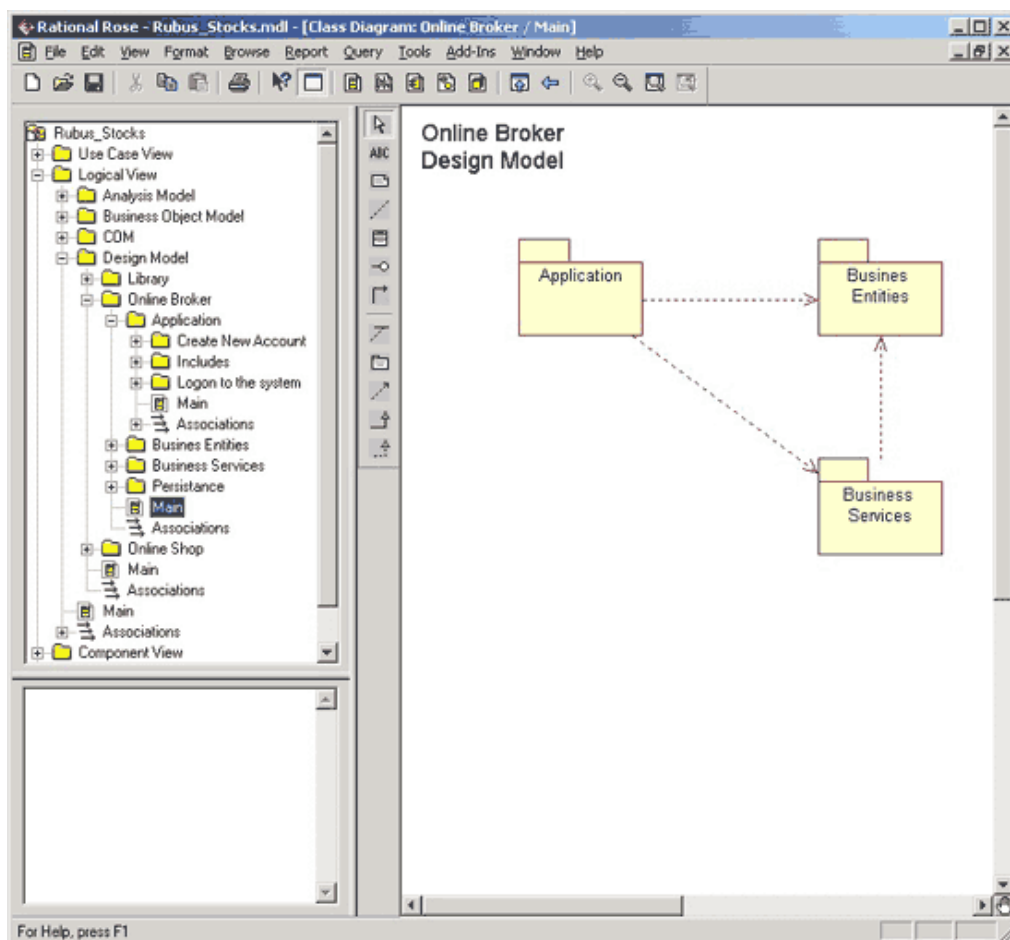 Rational Rose - Rubus_Stocks.mdl - [Class Diagram: Online Broker / Main]
File Edit View Format Browse Report Query Tools Add-Ins Window Help
Rubus_Stocks
Use Case View
Logical View
Analysis Model
Business Object Model
COM
Design Model
Library
Online Broker
Application
Create New Account
Includes
Logon to the system
Main
Associations
Busines Entities
Business Services
Persistance
Main
Associations
Online Shop
Main
Associations
Main
Associations
Component View
ABC
Online Broker
Design Model
Application
Busines
Entities
Business
Services
For Help, press F1